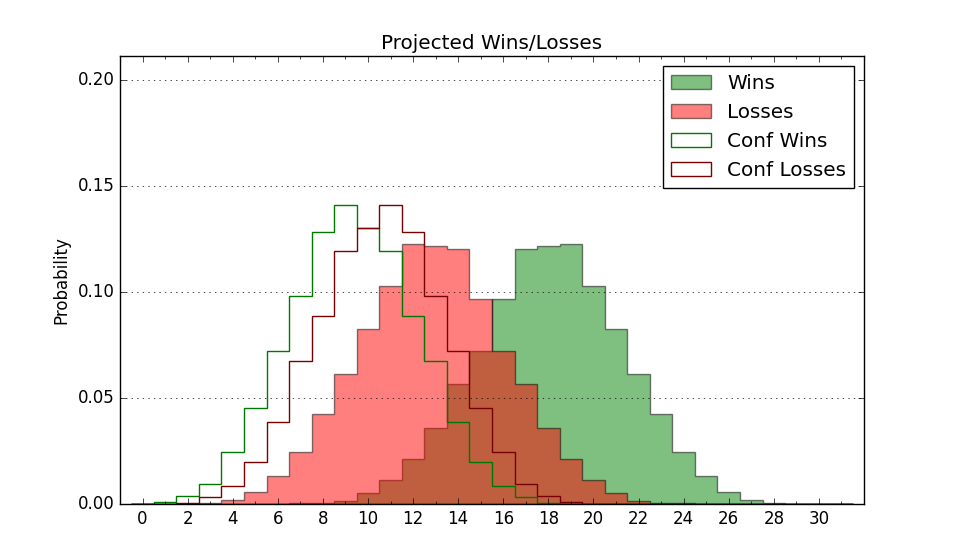 Projected Wins/Losses
0.20
0.15
0.10
0.05
0.00
Probability
Wins
Losses
Conf Wins
Conf Losses
0 2 4 6 8 10 12 14 16 18 20 22 24 26 28 30